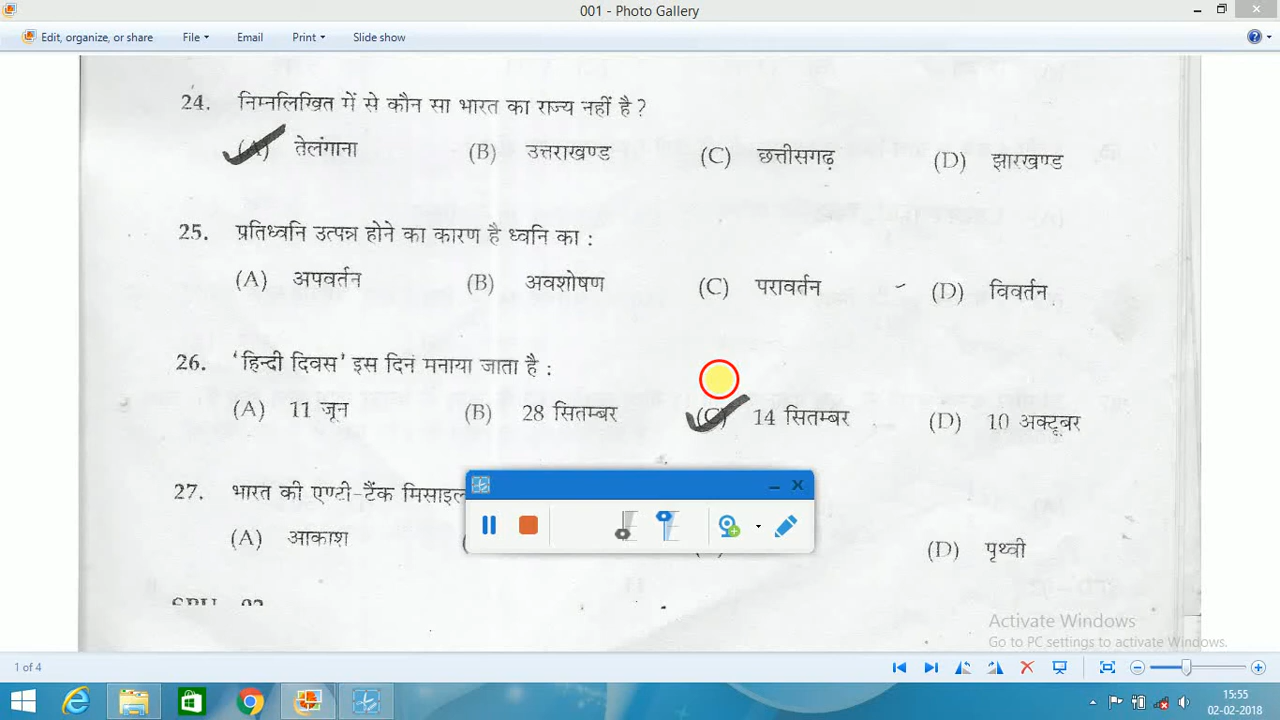 001 - Photo Gallery
Edit, organize, or share File Email Print Slide show
24. निम्नलिखित में से कौन सा भारत का राज्य नहीं है ?
(A) तेलंगाना (B) उत्तराखण्ड (C) छत्तीसगढ़ (D) झारखण्ड
25. प्रतिध्वनि उत्पन्न होने का कारण है ध्वनि का :
(A) अपवर्तन (B) अवशोषण (C) परावर्तन (D) विवर्तन
26. 'हिन्दी दिवस' इस दिन मनाया जाता है :
(A) 11 जून (B) 28 सितम्बर (C) 14 सितम्बर (D) 10 अक्टूबर
27. भारत की एण्टी-टैंक मिसाइल
(A) आकाश (D) पृथ्वी
Activate Windows
Go to PC settings to activate Windows.
1 of 4
15:55
02-02-2018